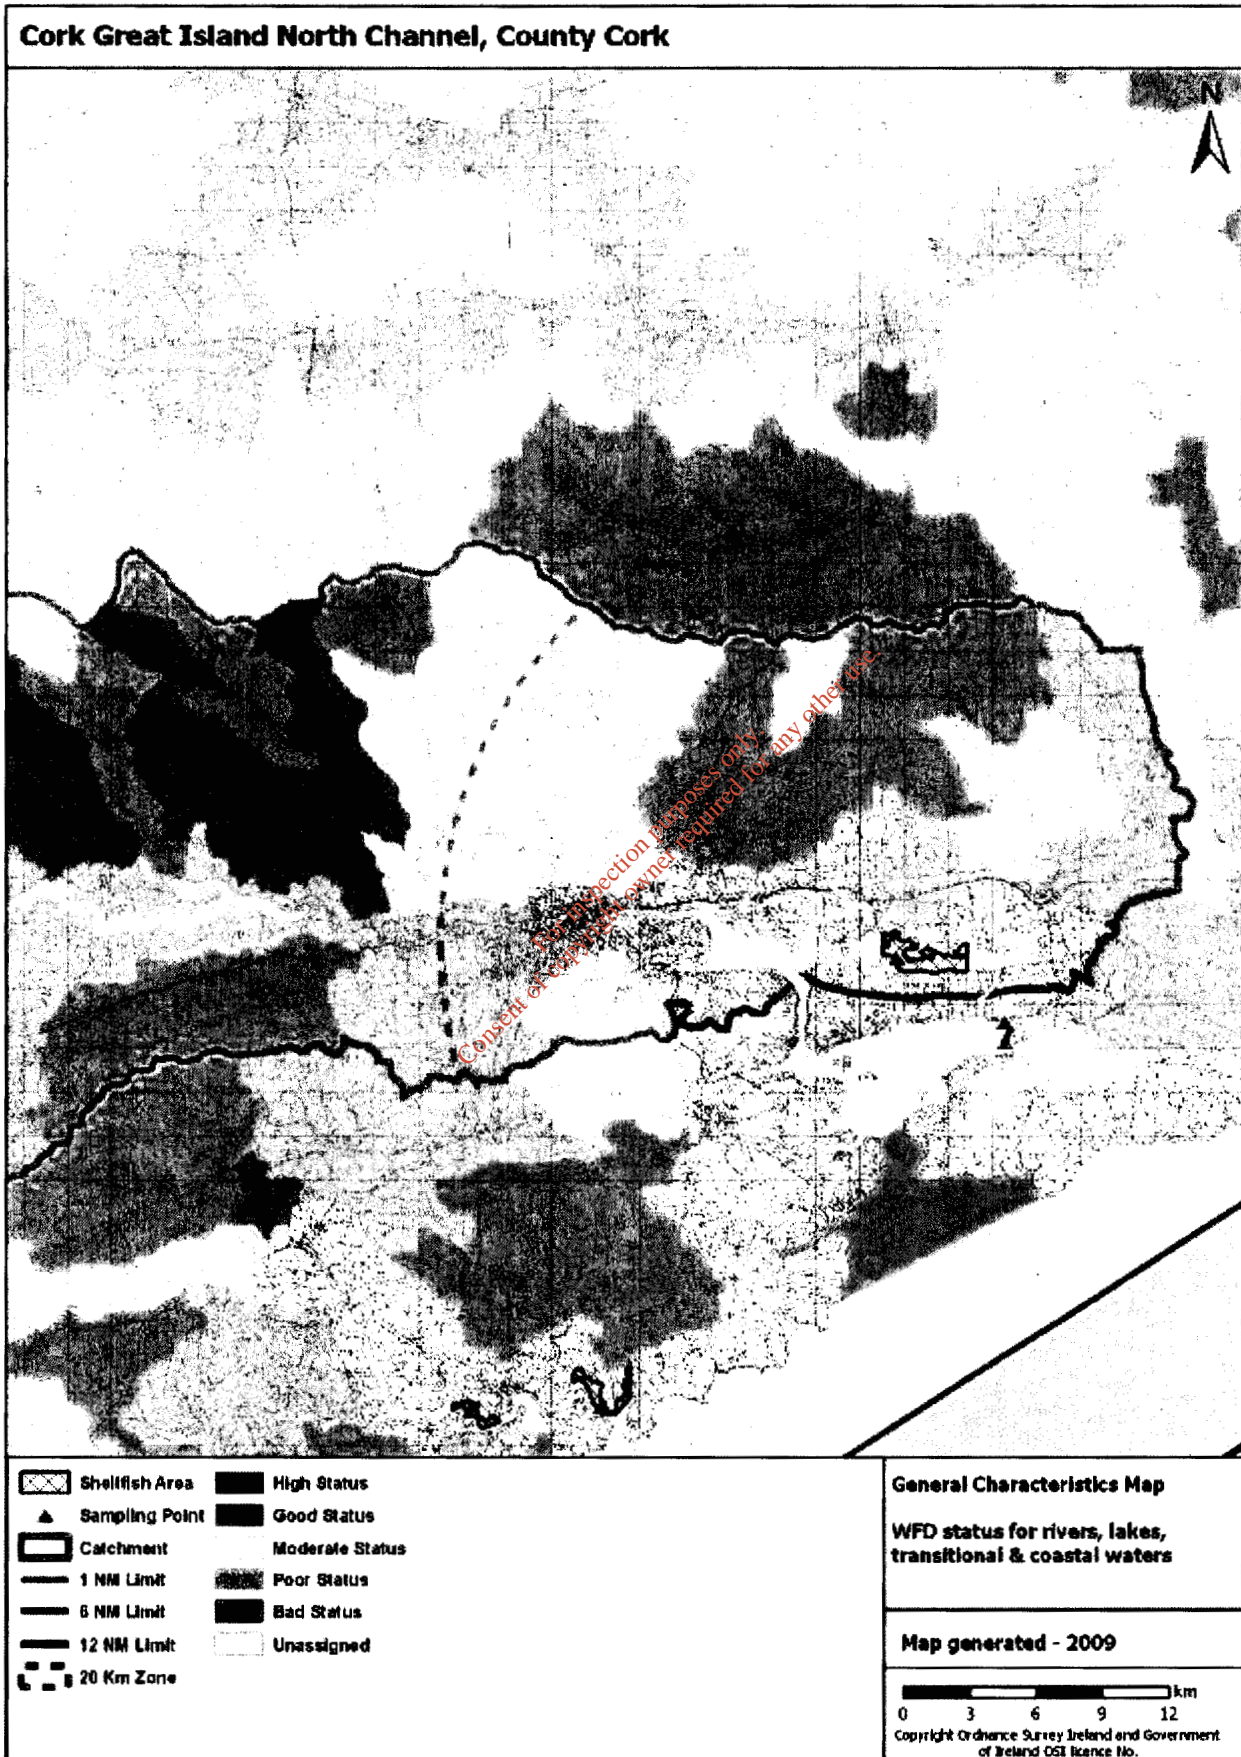 Cork Great Island North Channel, County Cork
N
For inspection purposes only.
Consent of copyright owner required for any other use.
Shellfish Area
Sampling Point
Catchment
1 NM Limit
6 NM Limit
12 NM Limit
20 Km Zone
High Status
Good Status
Moderate Status
Poor Status
Bad Status
Unassigned
General Characteristics Map
WFD status for rivers, lakes,
transitional & coastal waters
Map generated - 2009
km
0 3 6 9 12
Copyright Ordnance Survey Ireland and Government
of Ireland OSI licence No.